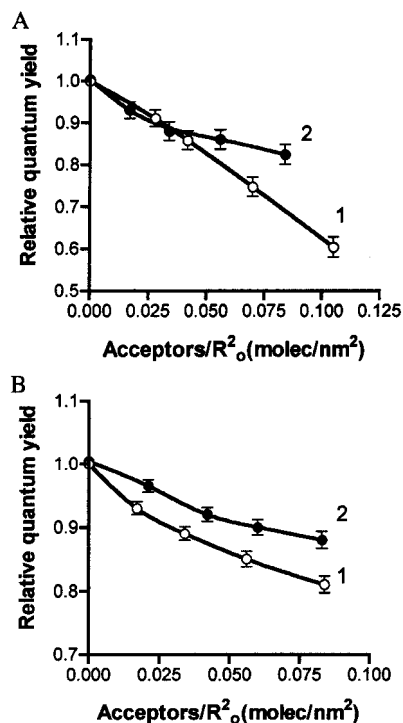 A
1.1
1.0
0.9
0.8
0.7
0.6
0.5
Relative quantum yield
2
1
0.000 0.025 0.050 0.075 0.100 0.125
Acceptors/R²ₒ(molec/nm²)
B
1.1
1.0
0.9
0.8
0.7
Relative quantum yield
2
1
0.000 0.025 0.050 0.075 0.100
Acceptors/R²ₒ(molec/nm²)